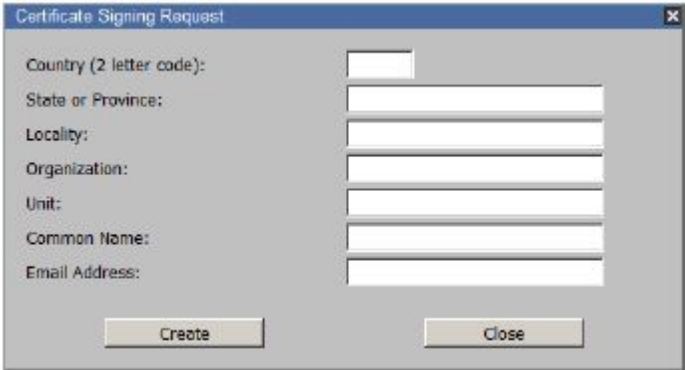 Certificate Signing Request
Country (2 letter code):
State or Province:
Locality:
Organization:
Unit:
Common Name:
Email Address:
Create Close